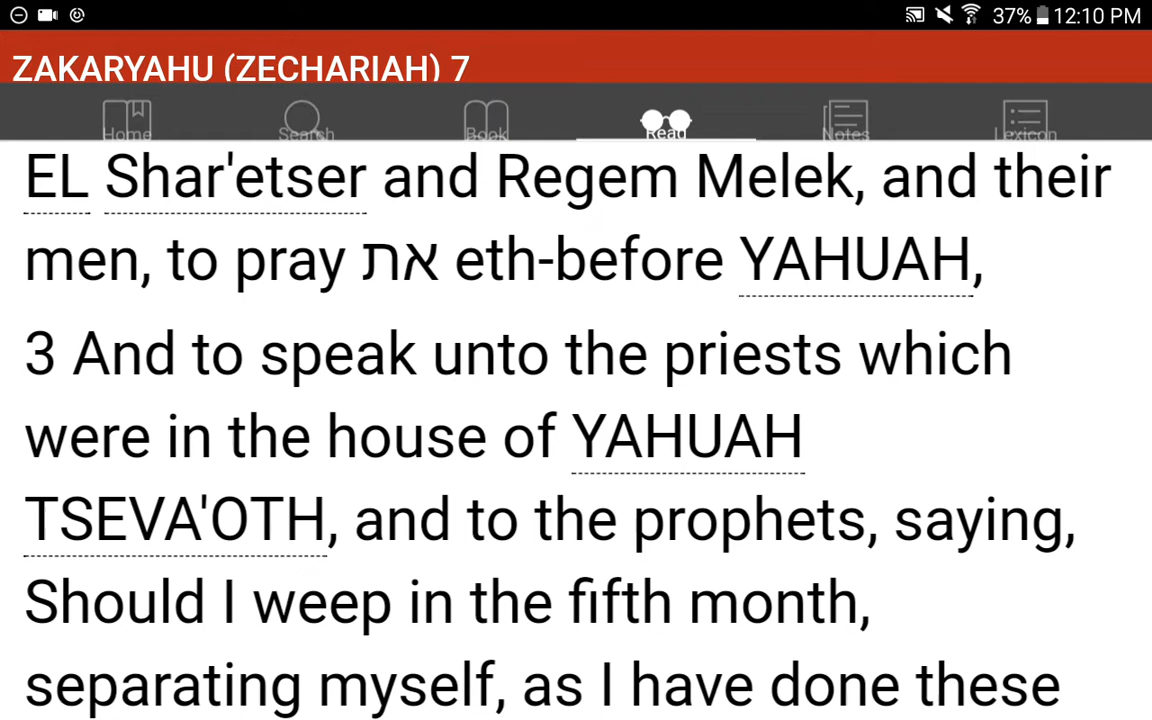 37% 12:10 PM
ZAKARYAHU (ZECHARIAH) 7
Home Search Book Read Notes Lexicon
EL Shar'etser and Regem Melek, and their
men, to pray את eth-before YAHUAH,
3 And to speak unto the priests which
were in the house of YAHUAH
TSEVA'OTH, and to the prophets, saying,
Should I weep in the fifth month,
separating myself, as I have done these